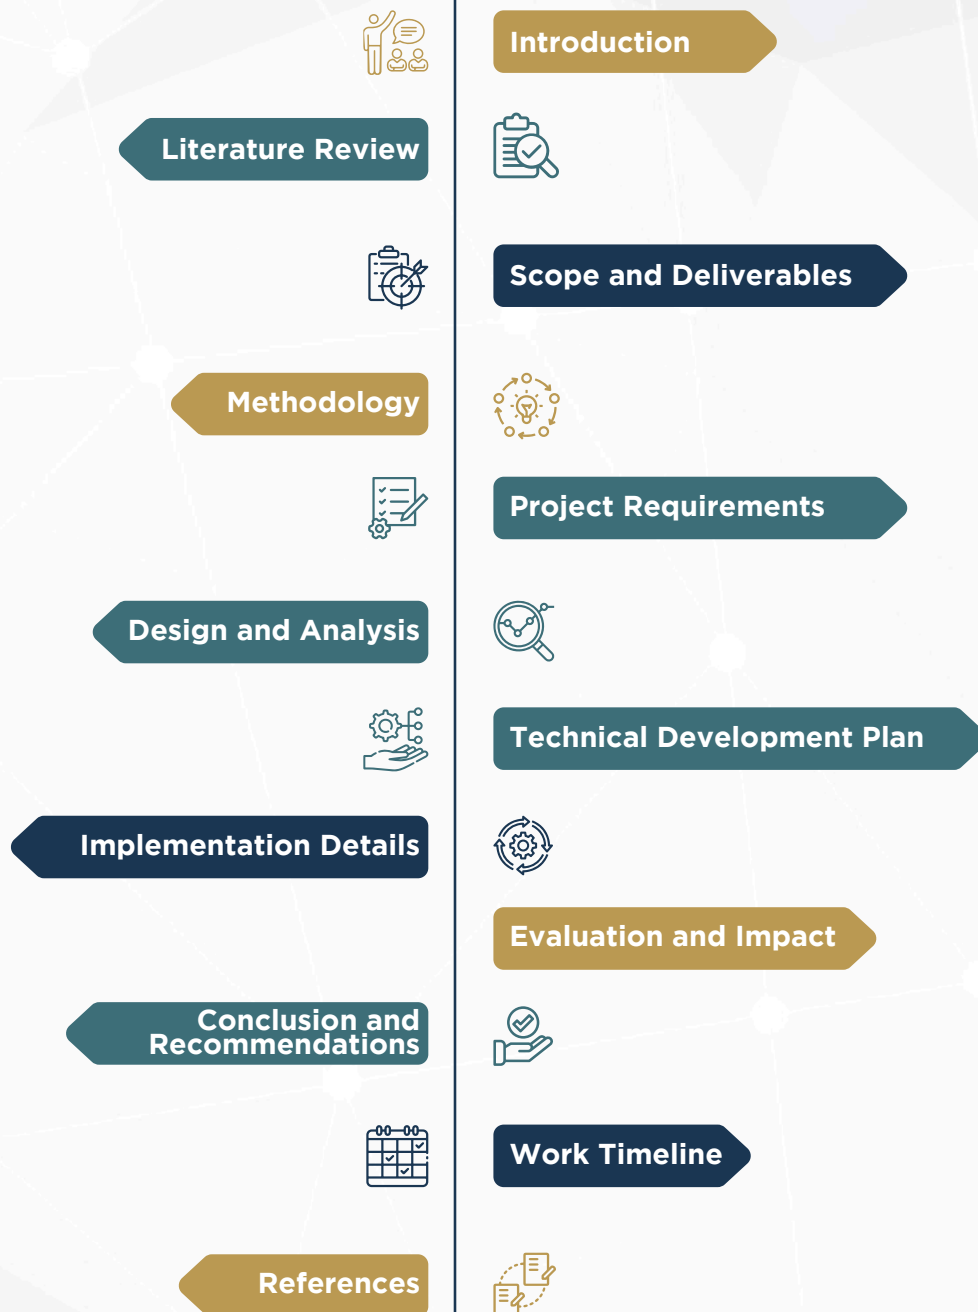 Introduction
Literature Review
Scope and Deliverables
Methodology
Project Requirements
Design and Analysis
Technical Development Plan
Implementation Details
Evaluation and Impact
Conclusion and
Recommendations
Work Timeline
References